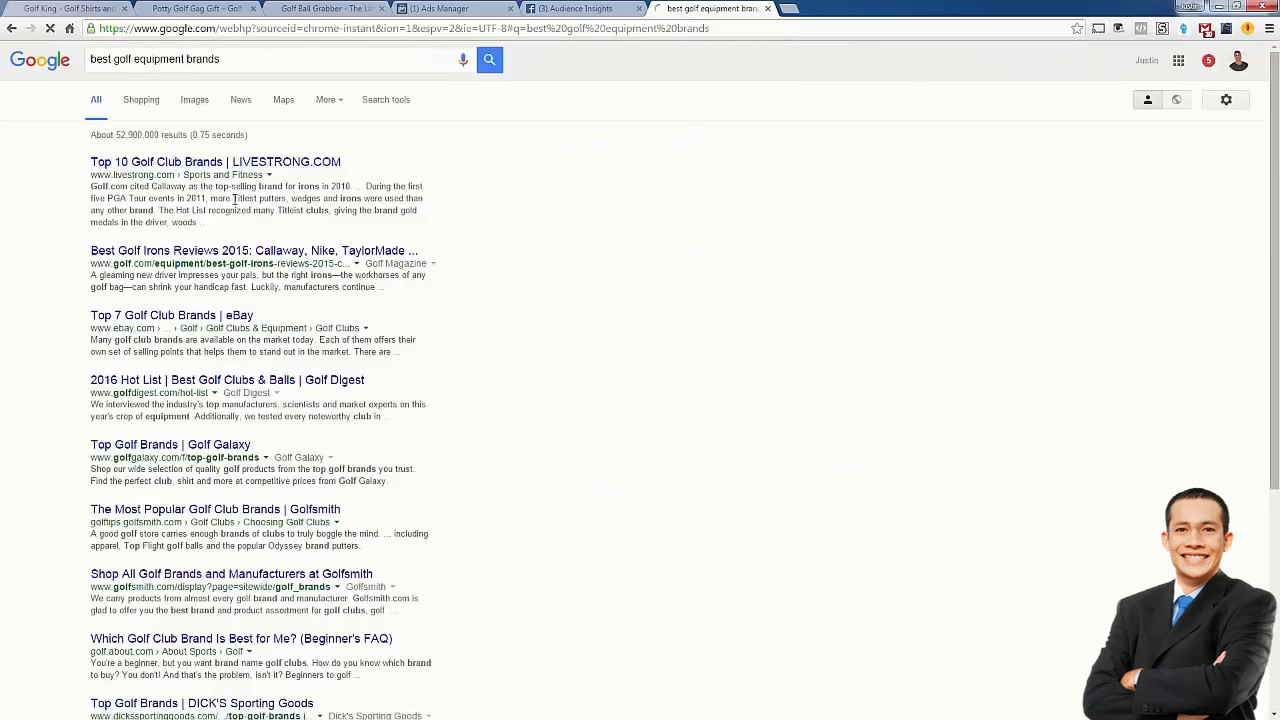 Golf King - Golf Shirts and
Potty Golf Gag Gift – Golf
Golf Ball Grabber - The Ult
(1) Ads Manager
(3) Audience Insights
best golf equipment bran
Justin
https://www.google.com/webhp?sourceid=chrome-instant&ion=1&espv=2&ie=UTF-8#q=best%20golf%20equipment%20brands
Google
best golf equipment brands
Justin
5
All
Shopping
Images
News
Maps
More
Search tools
About 52,900,000 results (0.75 seconds)
Top 10 Golf Club Brands | LIVESTRONG.COM
www.livestrong.com › Sports and Fitness
Golf.com cited Callaway as the top-selling brand for irons in 2010. ... During the first
five PGA Tour events in 2011, more Titleist putters, wedges and irons were used than
any other brand. The Hot List recognized many Titleist clubs, giving the brand gold
medals in the driver, woods ...
Best Golf Irons Reviews 2015: Callaway, Nike, TaylorMade ...
www.golf.com/equipment/best-golf-irons-reviews-2015-c... Golf Magazine
A gleaming new driver impresses your pals, but the right irons—the workhorses of any
golf bag—can shrink your handicap fast. Luckily, manufacturers continue ...
Top 7 Golf Club Brands | eBay
www.ebay.com › ... › Golf › Golf Clubs & Equipment › Golf Clubs
Many golf club brands are available on the market today. Each of them offers their
own set of selling points that helps them to stand out in the market. There are ...
2016 Hot List | Best Golf Clubs & Balls | Golf Digest
www.golfdigest.com/hot-list Golf Digest
We interviewed the industry's top manufacturers, scientists and market experts on this
year's crop of equipment. Additionally, we tested every noteworthy club in ...
Top Golf Brands | Golf Galaxy
www.golfgalaxy.com/f/top-golf-brands Golf Galaxy
Shop our wide selection of quality golf products from the top golf brands you trust.
Find the perfect club, shirt and more at competitive prices from Golf Galaxy.
The Most Popular Golf Club Brands | Golfsmith
golftips.golfsmith.com › Golf Clubs › Choosing Golf Clubs
A good golf store carries enough brands of clubs to truly boggle the mind. ... including
apparel, Top Flight golf balls and the popular Odyssey brand putters.
Shop All Golf Brands and Manufacturers at Golfsmith
www.golfsmith.com/display?page=sitewide/golf_brands Golfsmith
We carry products from almost every golf brand and manufacturer. Golfsmith.com is
glad to offer you the best brand and product assortment for golf clubs, golf ...
Which Golf Club Brand Is Best for Me? (Beginner's FAQ)
golf.about.com › About Sports › Golf
You're a beginner, but you want brand name golf clubs. How do you know which brand
to buy? You don't! And that's the problem, isn't it? Beginners to golf ...
Top Golf Brands | DICK'S Sporting Goods
www.dickssportinggoods.com/.../top-golf-brands.j... Dick's Sporting Goods